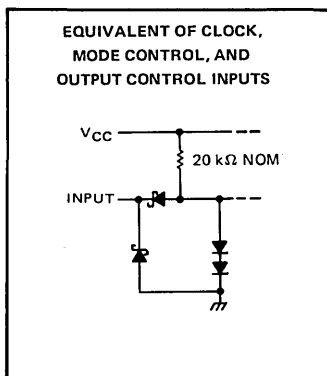 EQUIVALENT OF CLOCK,
MODE CONTROL, AND
OUTPUT CONTROL INPUTS
VCC
20 kΩ NOM
INPUT